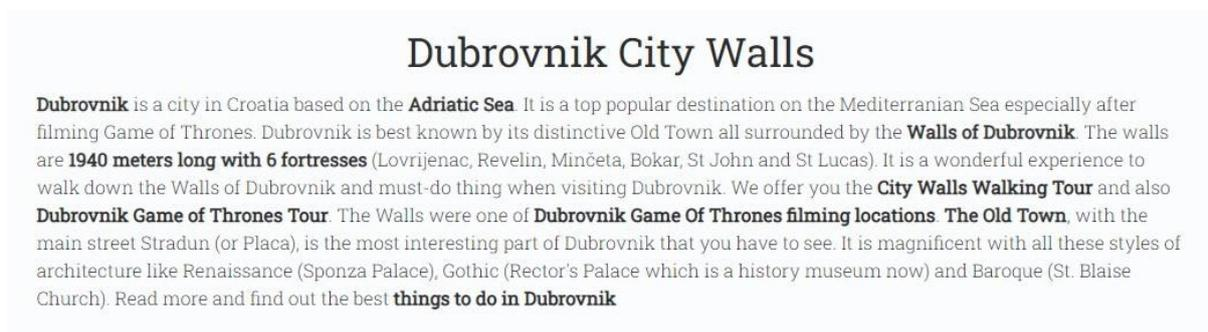 Dubrovnik City Walls
Dubrovnik is a city in Croatia based on the Adriatic Sea. It is a top popular destination on the Mediterranian Sea especially after
filming Game of Thrones. Dubrovnik is best known by its distinctive Old Town all surrounded by the Walls of Dubrovnik. The walls
are 1940 meters long with 6 fortresses (Lovrijenac, Revelin, Minčeta, Bokar, St John and St Lucas). It is a wonderful experience to
walk down the Walls of Dubrovnik and must-do thing when visiting Dubrovnik. We offer you the City Walls Walking Tour and also
Dubrovnik Game of Thrones Tour. The Walls were one of Dubrovnik Game Of Thrones filming locations. The Old Town, with the
main street Stradun (or Placa), is the most interesting part of Dubrovnik that you have to see. It is magnificent with all these styles of
architecture like Renaissance (Sponza Palace), Gothic (Rector's Palace which is a history museum now) and Baroque (St. Blaise
Church). Read more and find out the best things to do in Dubrovnik